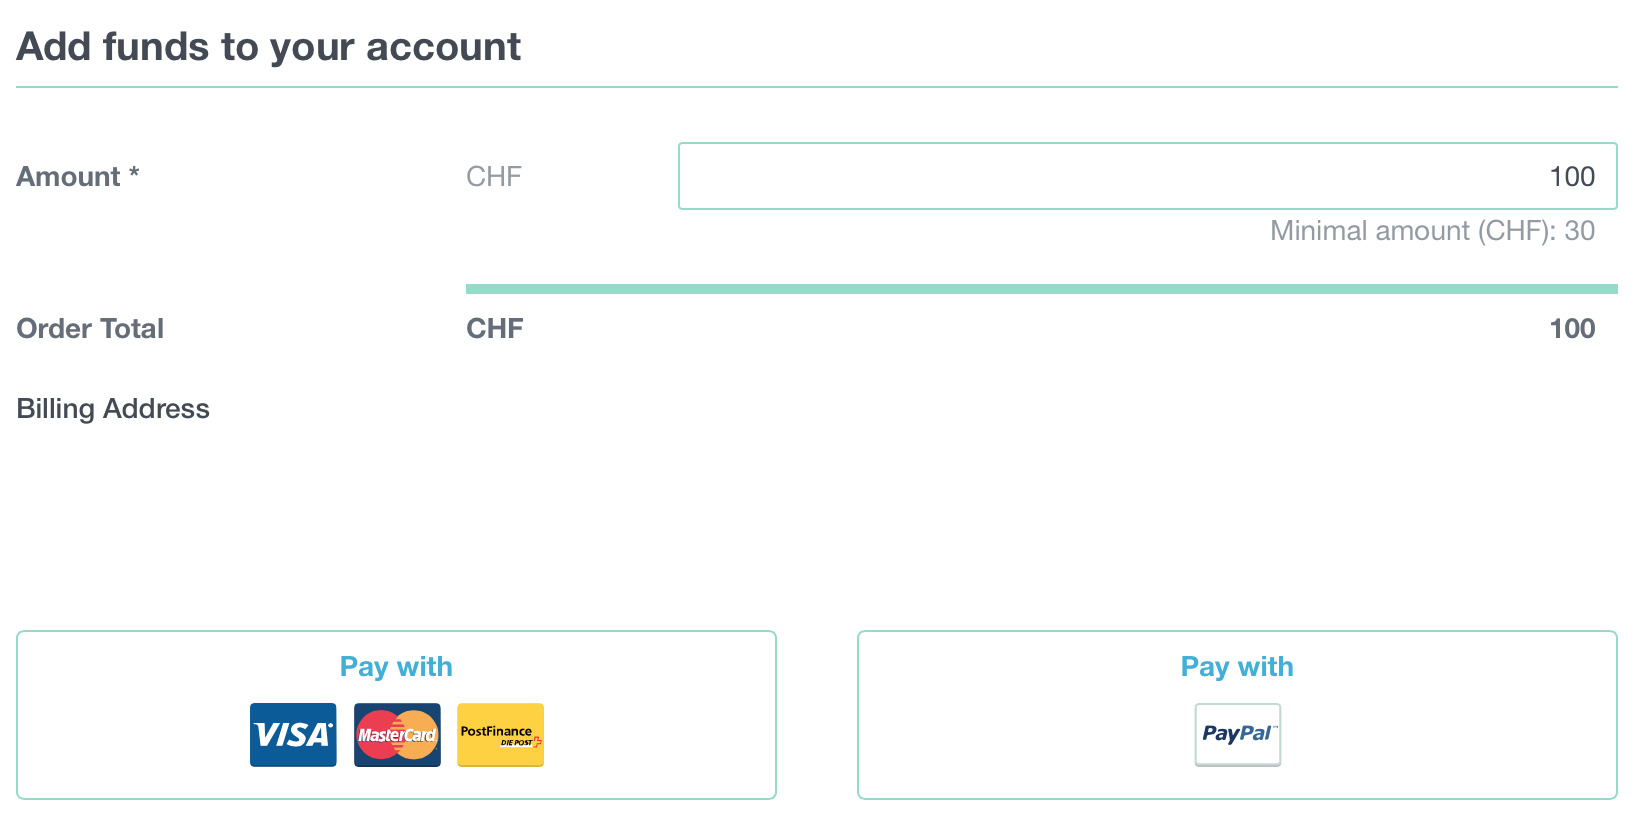 Add funds to your account
Amount * CHF 100
Minimal amount (CHF): 30
Order Total CHF 100
Billing Address
Pay with
VISA MasterCard PostFinance DIE POST
Pay with
PayPal™